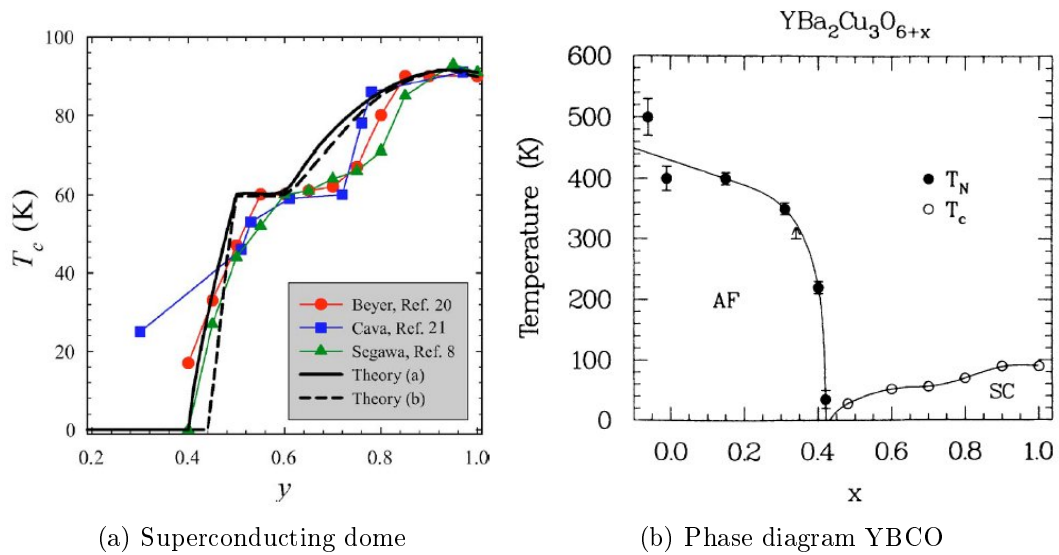 T_c (K)
100
80
60
40
20
0
0.2 0.4 0.6 0.8 1.0
y
Beyer, Ref. 20
Cava, Ref. 21
Segawa, Ref. 8
Theory (a)
Theory (b)
(a) Superconducting dome
YBa₂Cu₃O₆₊ₓ
Temperature (K)
600
500
400
300
200
100
0
0.0 0.2 0.4 0.6 0.8 1.0
x
T_N
T_c
AF
SC
(b) Phase diagram YBCO